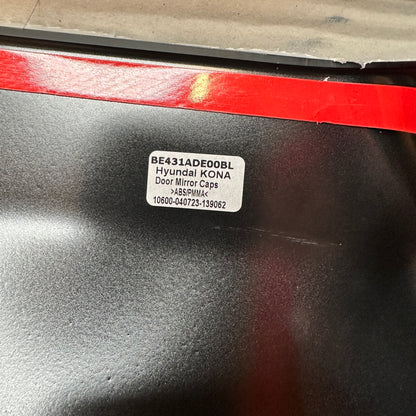 BE431ADE00BL
Hyundai KONA
Door Mirror Caps
>ABS/PMMA<
10600-040723-139062